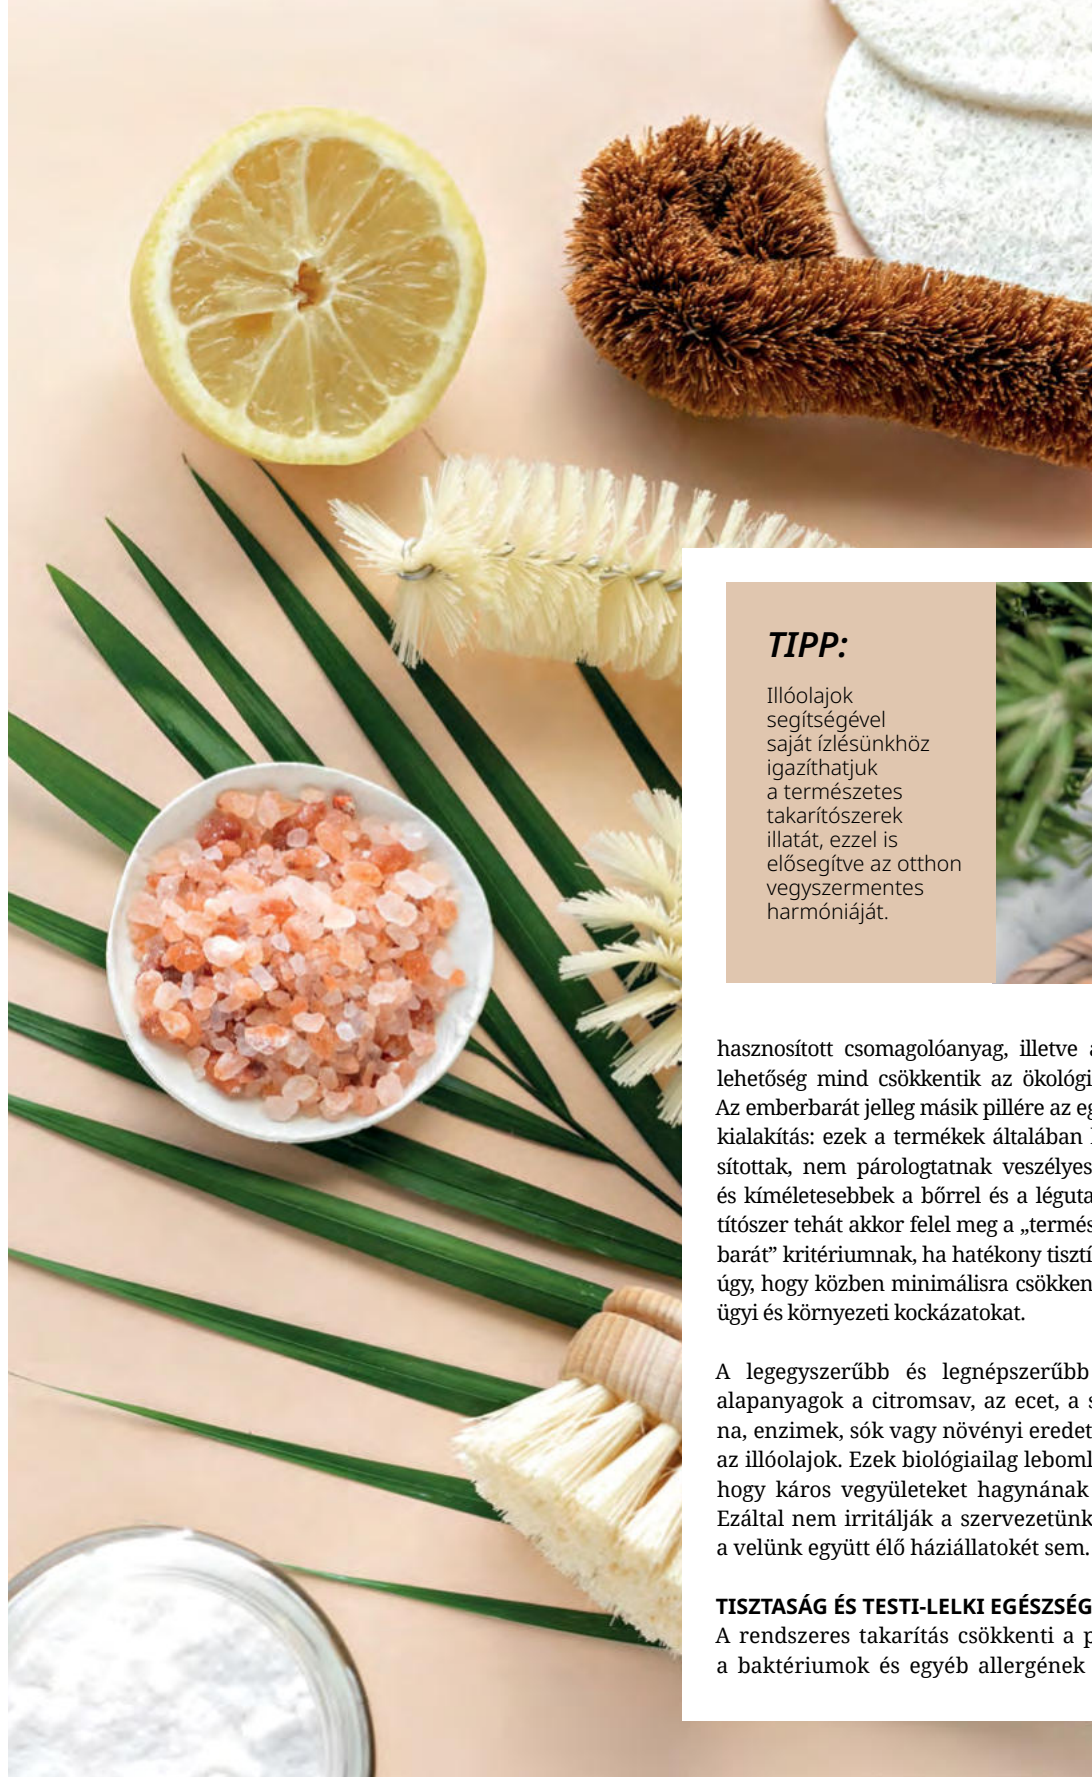 TIPP:
Illóolajok
segítségével
saját ízlésünkhöz
igazíthatjuk
a természetes
takarítószerek
illatát, ezzel is
elősegítve az otthon
vegyszermentes
harmóniáját.
hasznosított csomagolóanyag, illetve
lehetőség mind csökkentik az ökológi
Az emberbarát jelleg másik pillére az eg
kialakítás: ezek a termékek általában
sítottak, nem párologtatnak veszélyes
és kíméletesebbek a bőrrel és a léguta
títószer tehát akkor felel meg a „termés
barát” kritériumnak, ha hatékony tisztí
úgy, hogy közben minimálisra csökken
ügyi és környezeti kockázatokat.
A legegyszerűbb és legnépszerűbb
alapanyagok a citromsav, az ecet, a s
na, enzimek, sók vagy növényi eredet
az illóolajok. Ezek biológiailag leboml
hogy káros vegyületeket hagynának
Ezáltal nem irritálják a szervezetünk
a velünk együtt élő háziállatokét sem.
TISZTASÁG ÉS TESTI-LELKI EGÉSZSÉG
A rendszeres takarítás csökkenti a p
a baktériumok és egyéb allergének